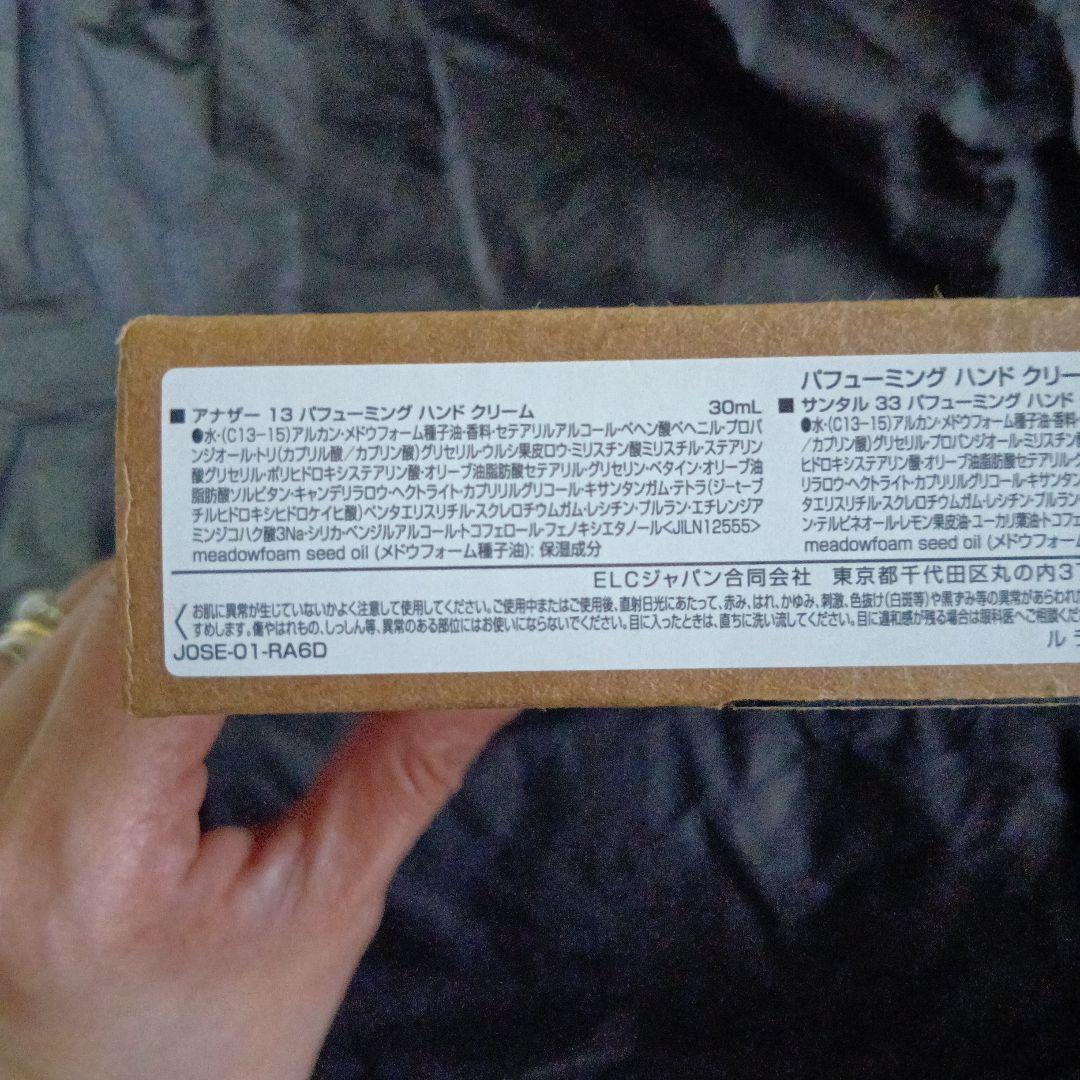 パフューミング ハンド クリー
■ アナザー 13 パフューミング ハンド クリーム 30mL
●水・(C13-15)アルカン・メドウフォーム種子油・香料・セテアリルアルコール・ベヘン酸ベヘニル・プロパ
ンジオール・トリ(カプリル酸/カプリン酸)グリセリル・ウルシ果皮ロウ・ミリスチン酸ミリスチル・ステアリン
酸グリセリル・ポリヒドロキシステアリン酸・オリーブ油脂肪酸セテアリル・グリセリン・ベタイン・オリーブ油
脂肪酸ソルビタン・キャンデリラロウ・ヘクトライト・カプリリルグリコール・キサンタンガム・テトラ(ジ-t-ブ
チルヒドロキシヒドロケイヒ酸)ペンタエリスリチル・スクレロチウムガム・レシチン・プルラン・エチレンジア
ミンジコハク酸3Na・シリカ・ベンジルアルコール・トコフェロール・フェノキシエタノール<JILN12555>
meadowfoam seed oil (メドウフォーム種子油): 保湿成分
■ サンタル 33 パフューミング ハンド
●水・(C13-15)アルカン・メドウフォーム種子油・香料
/カプリン酸)グリセリル・プロパンジオール・ミリスチン
ヒドロキシステアリン酸・オリーブ油脂肪酸セテアリル・
リラロウ・ヘクトライト・カプリリルグリコール・キサンタ
エリスリチル・スクレロチウムガム・レシチン・プルラン・
ン・テルピネオール・レモン果皮油・ユーカリ葉油・トコフェ
meadowfoam seed oil (メドウフォーム
ELCジャパン合同会社 東京都千代田区丸の内3丁
お肌に異常が生じていないかよく注意して使用してください。ご使用中またはご使用後、直射日光にあたって、赤み、はれ、かゆみ、刺激、色抜け(白斑等)や黒ずみ等の異常があらわれ
すめします。傷やはれもの、しっしん等、異常のある部位にはお使いにならないでください。目に入ったときは、直ちに洗い流してください。目に違和感が残る場合は眼科医へご相談くだ
J0SE-01-RA6D ル